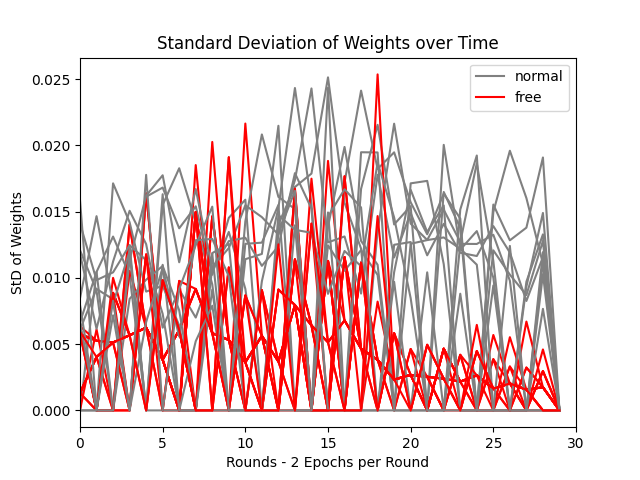 Standard Deviation of Weights over Time
normal
free
StD of Weights
0.025
0.020
0.015
0.010
0.005
0.000
0 5 10 15 20 25 30
Rounds - 2 Epochs per Round